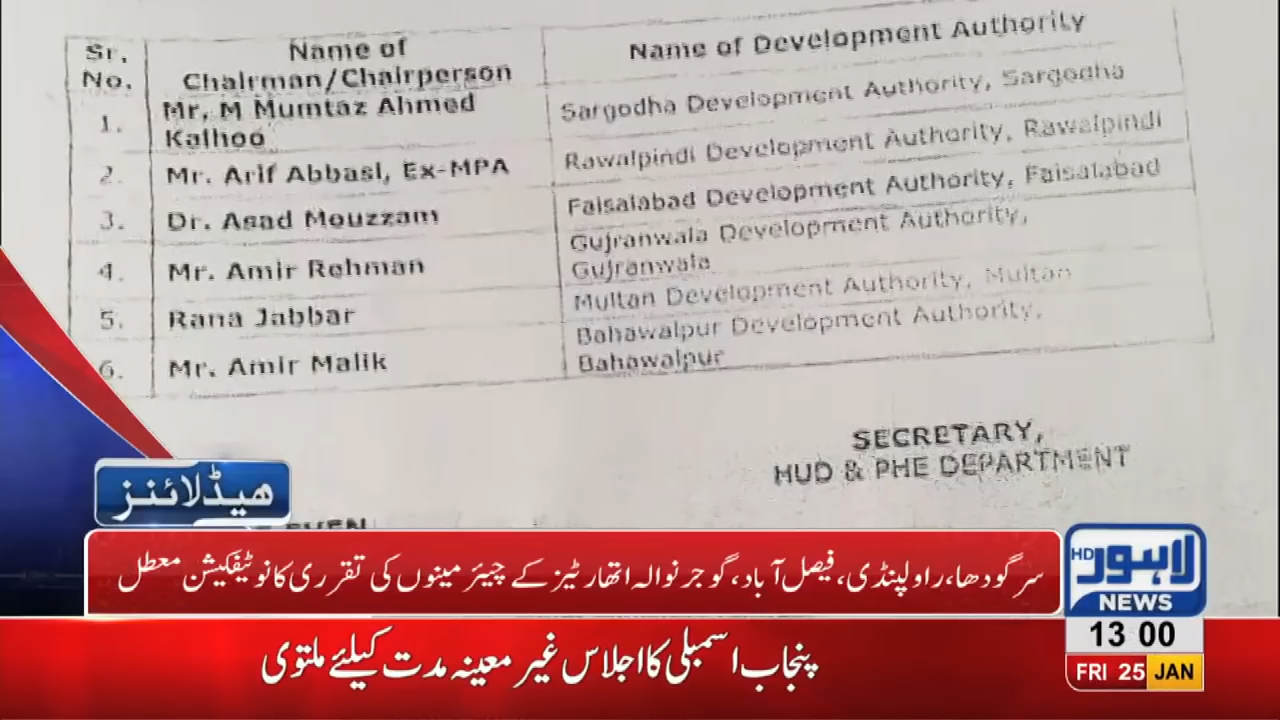 Sr. No.
Name of Chairman/Chairperson
Name of Development Authority
1.
Mr. M Mumtaz Ahmed Kalhoo
Sargodha Development Authority, Sargodha
2.
Mr. Arif Abbasi, Ex-MPA
Rawalpindi Development Authority, Rawalpindi
3.
Dr. Asad Mouzzam
Faisalabad Development Authority, Faisalabad
4.
Mr. Amir Rehman
Gujranwala Development Authority, Gujranwala
5.
Rana Jabbar
Multan Development Authority, Multan
6.
Mr. Amir Malik
Bahawalpur Development Authority, Bahawalpur
SECRETARY,
HUD & PHE DEPARTMENT
ہیڈلائنز
سرگودھا، راولپنڈی، فیصل آباد، گوجرنوالہ اتھارٹیز کے چیئرمینوں کی تقرری کا نوٹیفکیشن معطل
پنجاب اسمبلی کا اجلاس غیر معینہ مدت کیلئے ملتوی
لاہور HD
NEWS
13 00
FRI 25 JAN